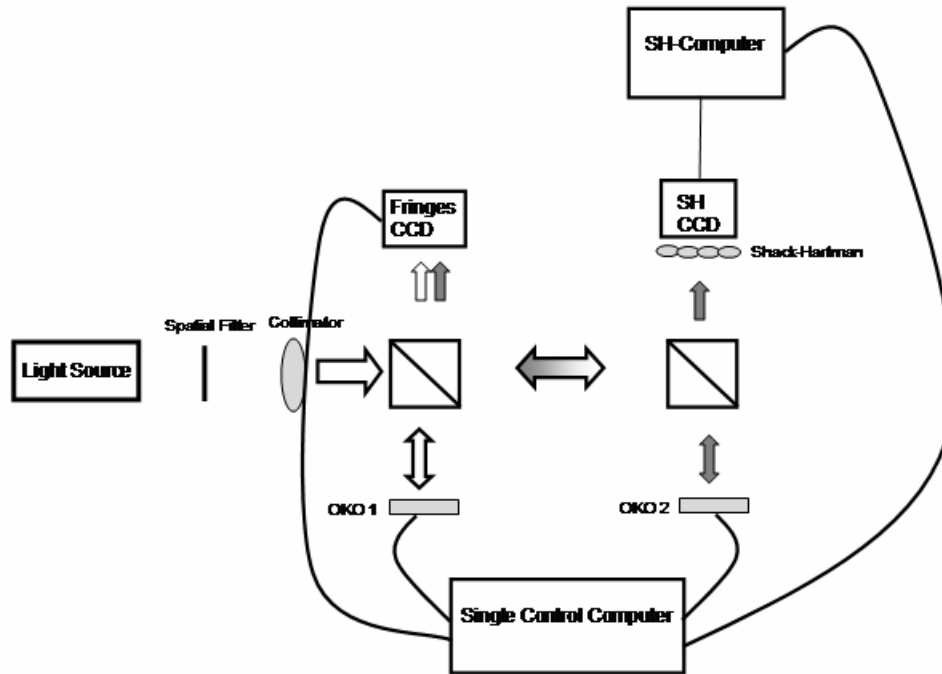 SH-Computer
Fringes
CCD
SH
CCD
Shack-Hartman
Spatial Filter
Collimator
Light Source
OKO 1
OKO 2
Single Control Computer